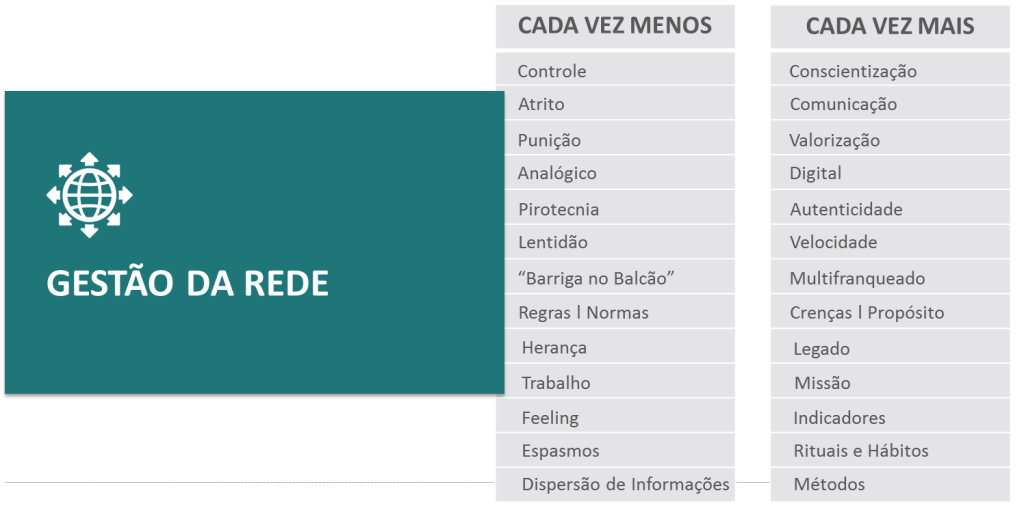 GESTÃO DA REDE
CADA VEZ MENOS
Controle
Atrito
Punição
Analógico
Pirotecnia
Lentidão
“Barriga no Balcão”
Regras l Normas
Herança
Trabalho
Feeling
Espasmos
Dispersão de Informações
CADA VEZ MAIS
Conscientização
Comunicação
Valorização
Digital
Autenticidade
Velocidade
Multifranqueado
Crenças l Propósito
Legado
Missão
Indicadores
Rituais e Hábitos
Métodos